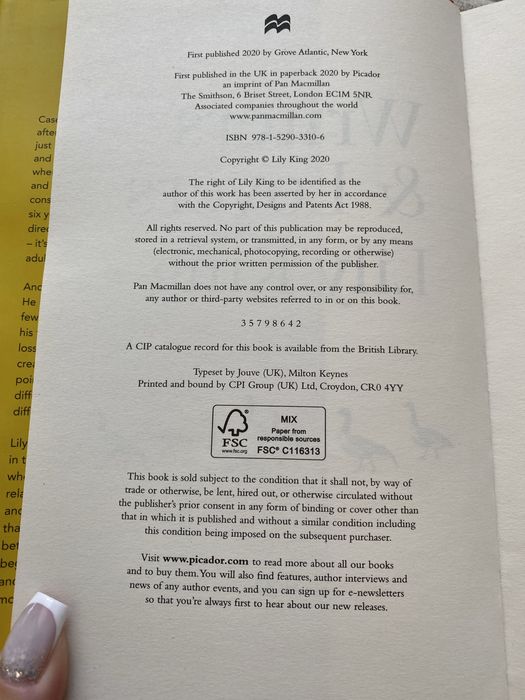 First published 2020 by Grove Atlantic, New York
First published in the UK in paperback 2020 by Picador
an imprint of Pan Macmillan
The Smithson, 6 Briset Street, London EC1M 5NR
Associated companies throughout the world
www.panmacmillan.com
ISBN 978-1-5290-3310-6
Copyright © Lily King 2020
The right of Lily King to be identified as the
author of this work has been asserted by her in accordance
with the Copyright, Designs and Patents Act 1988.
All rights reserved. No part of this publication may be reproduced,
stored in a retrieval system, or transmitted, in any form, or by any means
(electronic, mechanical, photocopying, recording or otherwise)
without the prior written permission of the publisher.
Pan Macmillan does not have any control over, or any responsibility for,
any author or third-party websites referred to in or on this book.
3 5 7 9 8 6 4 2
A CIP catalogue record for this book is available from the British Library.
Typeset by Jouve (UK), Milton Keynes
Printed and bound by CPI Group (UK) Ltd, Croydon, CR0 4YY
FSC
www.fsc.org
MIX
Paper from
responsible sources
FSC® C116313
This book is sold subject to the condition that it shall not, by way of
trade or otherwise, be lent, hired out, or otherwise circulated without
the publisher's prior consent in any form of binding or cover other than
that in which it is published and without a similar condition including
this condition being imposed on the subsequent purchaser.
Visit www.picador.com to read more about all our books
and to buy them. You will also find features, author interviews and
news of any author events, and you can sign up for e-newsletters
so that you're always first to hear about our new releases.
after
just
and
and
six y
He
few
his
Lily
in t
and